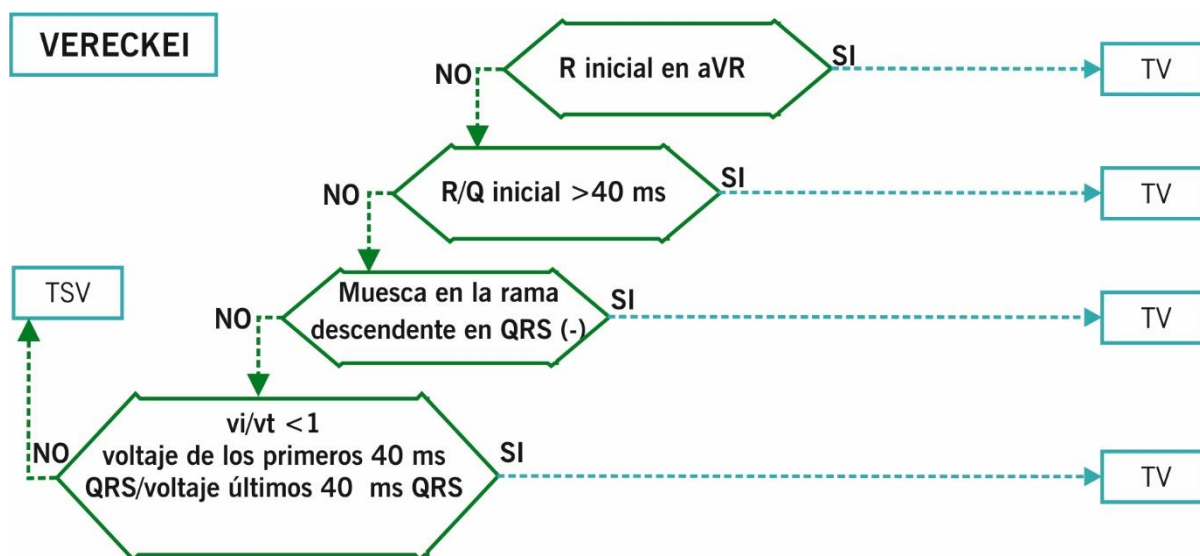 VERECKEI
R inicial en aVR
NO
SI
TV
R/Q inicial >40 ms
NO
SI
TV
Muesca en la rama
descendente en QRS (-)
NO
SI
TV
TSV
vi/vt <1
voltaje de los primeros 40 ms
QRS/voltaje últimos 40 ms QRS
NO
SI
TV